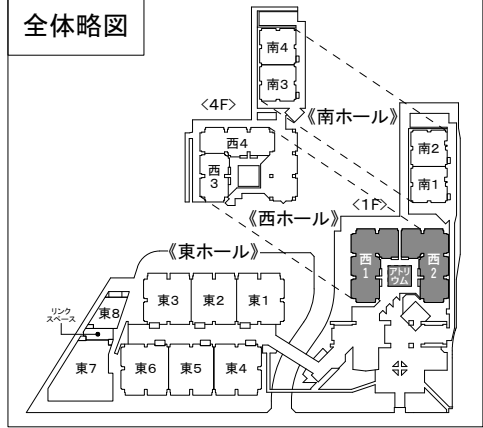 全体略図
南4
南3
<4F>
《南ホール》
西4
西3
南2
南1
<1F>
《西ホール》
西1
アトリウム
西2
《東ホール》
東3
東2
東1
東8
リンク
スペース
東7
東6
東5
東4